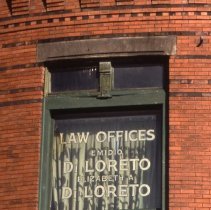 LAW OFFICES
EMIDIO
DI LORETO
ELIZABETH A.
DI LORETO